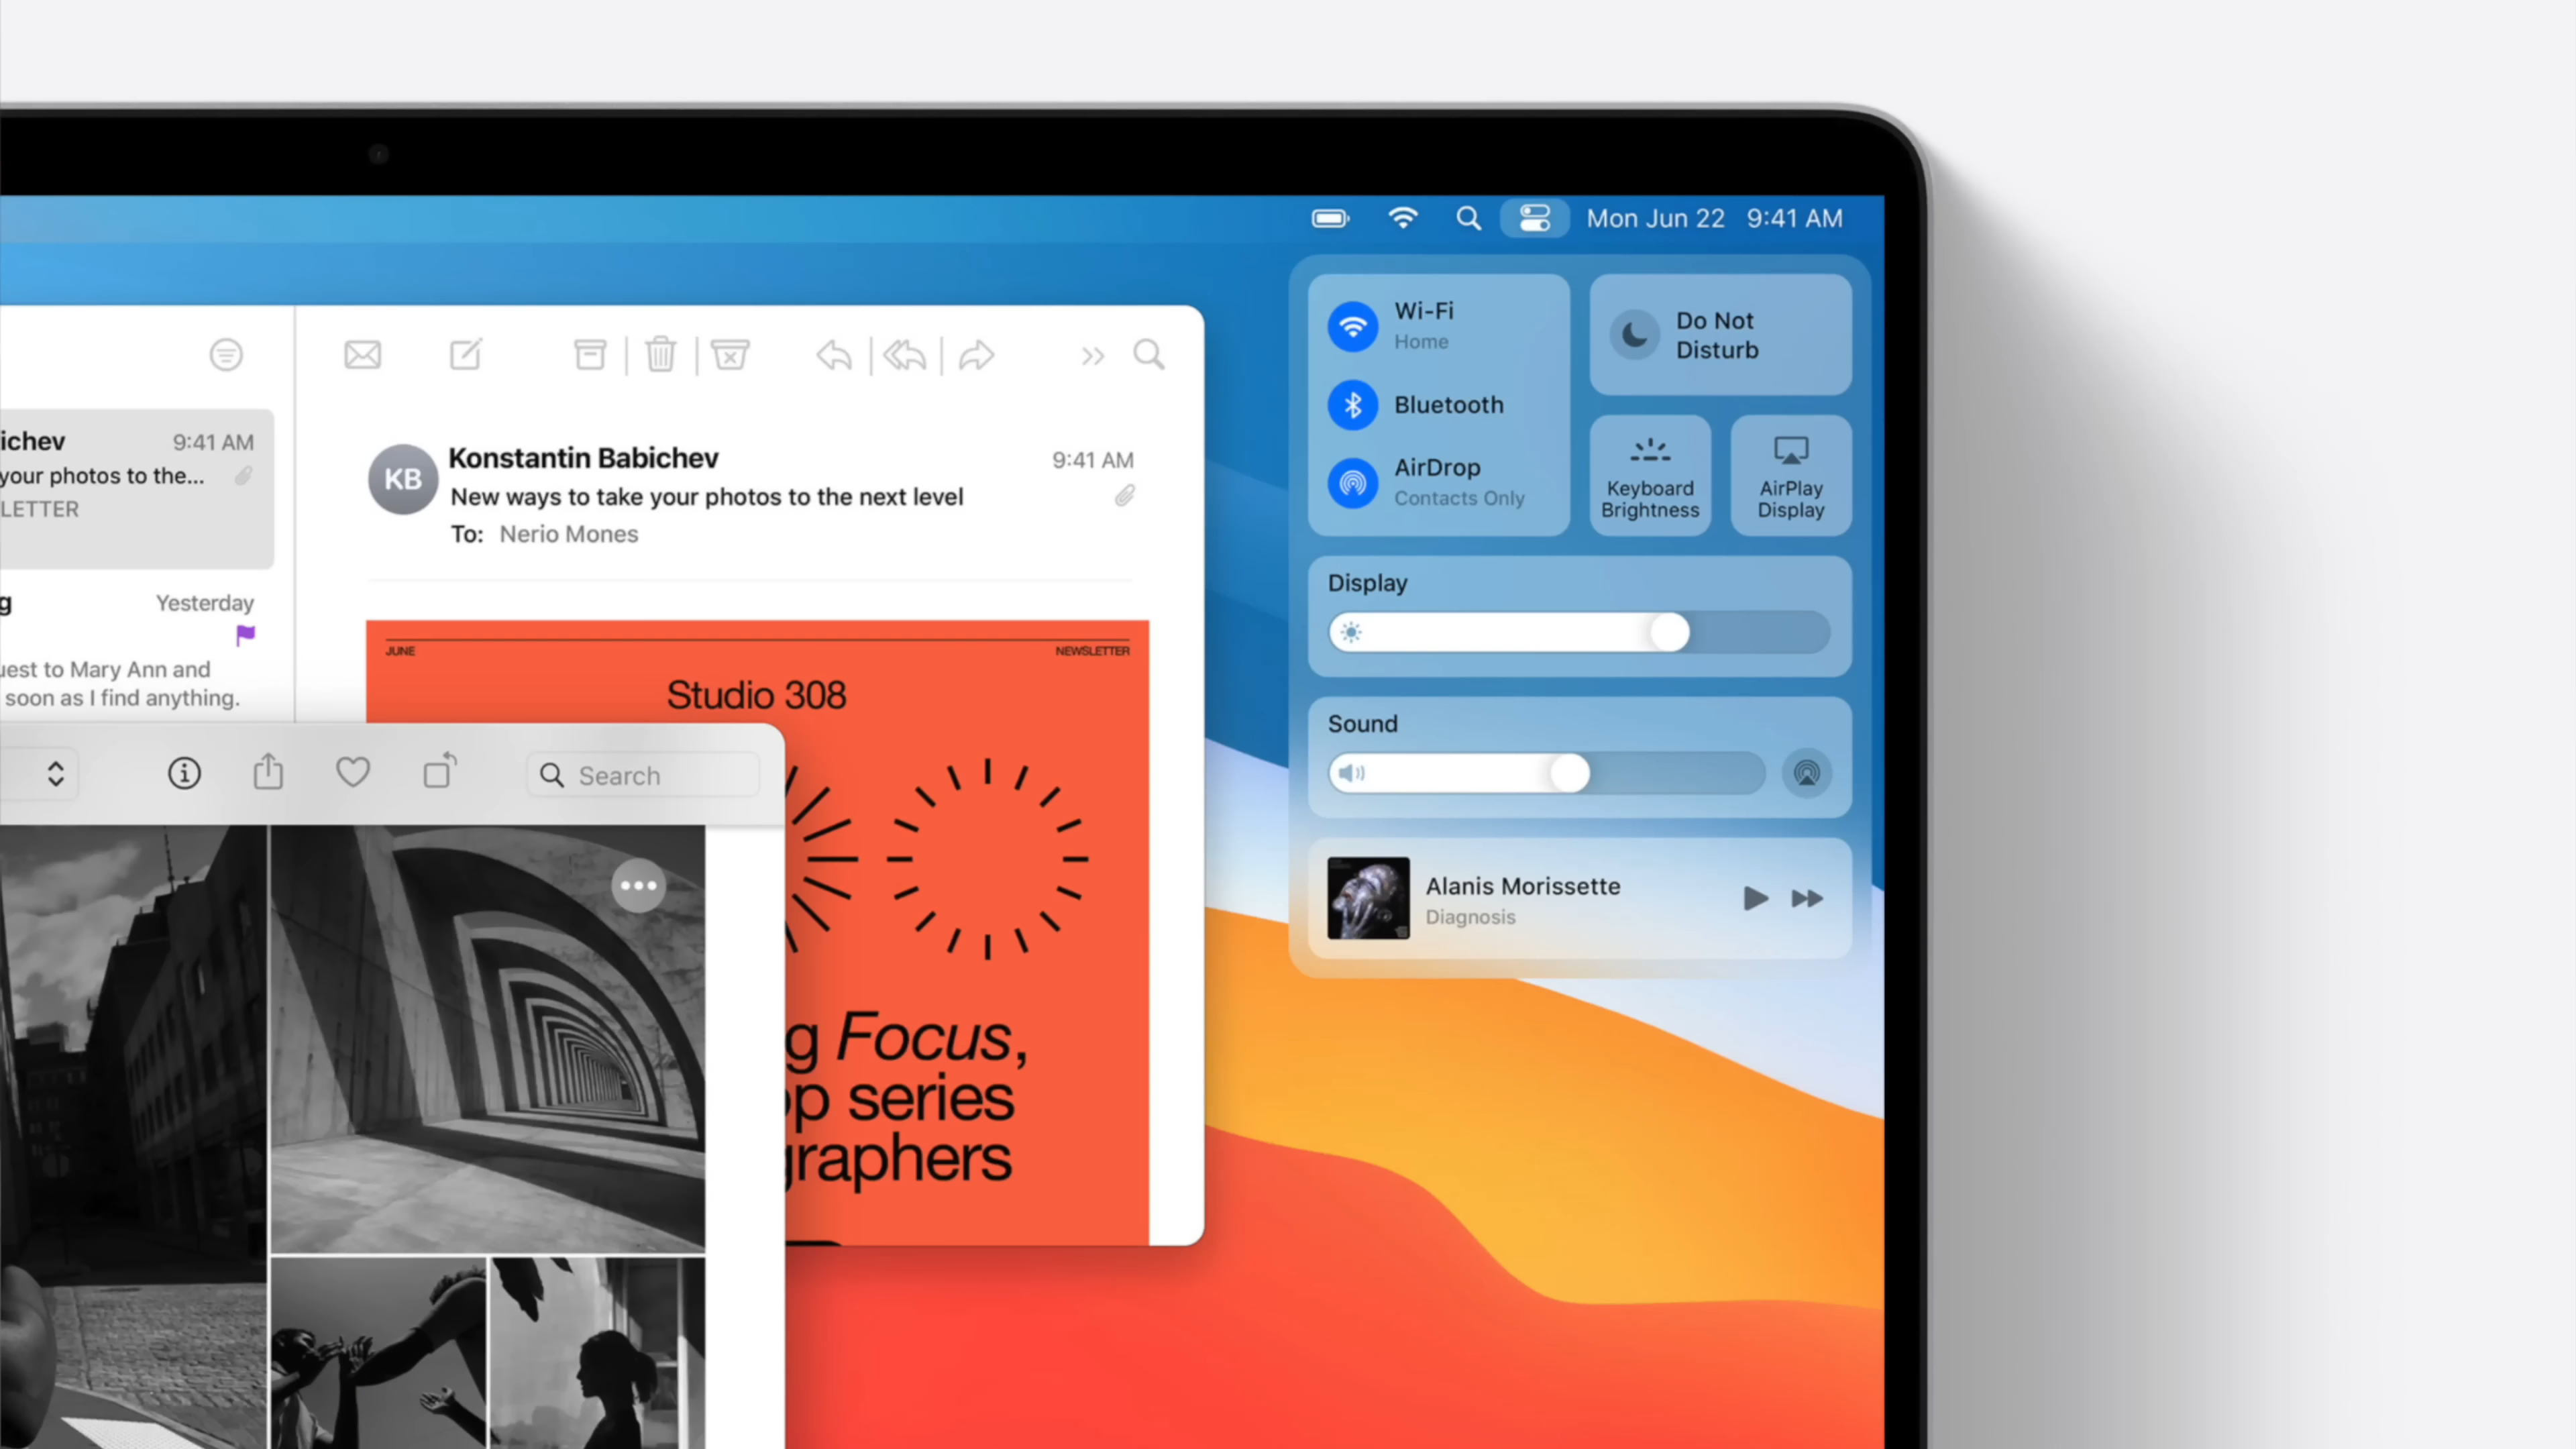 Mon Jun 22 9:41 AM
ichev 9:41 AM
your photos to the...
LETTER
g Yesterday
uest to Mary Ann and
soon as I find anything.
KB
Konstantin Babichev 9:41 AM
New ways to take your photos to the next level
To: Nerio Mones
JUNE NEWSLETTER
Studio 308
g Focus,
op series
graphers
Search
Wi-Fi
Home
Bluetooth
AirDrop
Contacts Only
Do Not
Disturb
Keyboard
Brightness
AirPlay
Display
Display
Sound
Alanis Morissette
Diagnosis